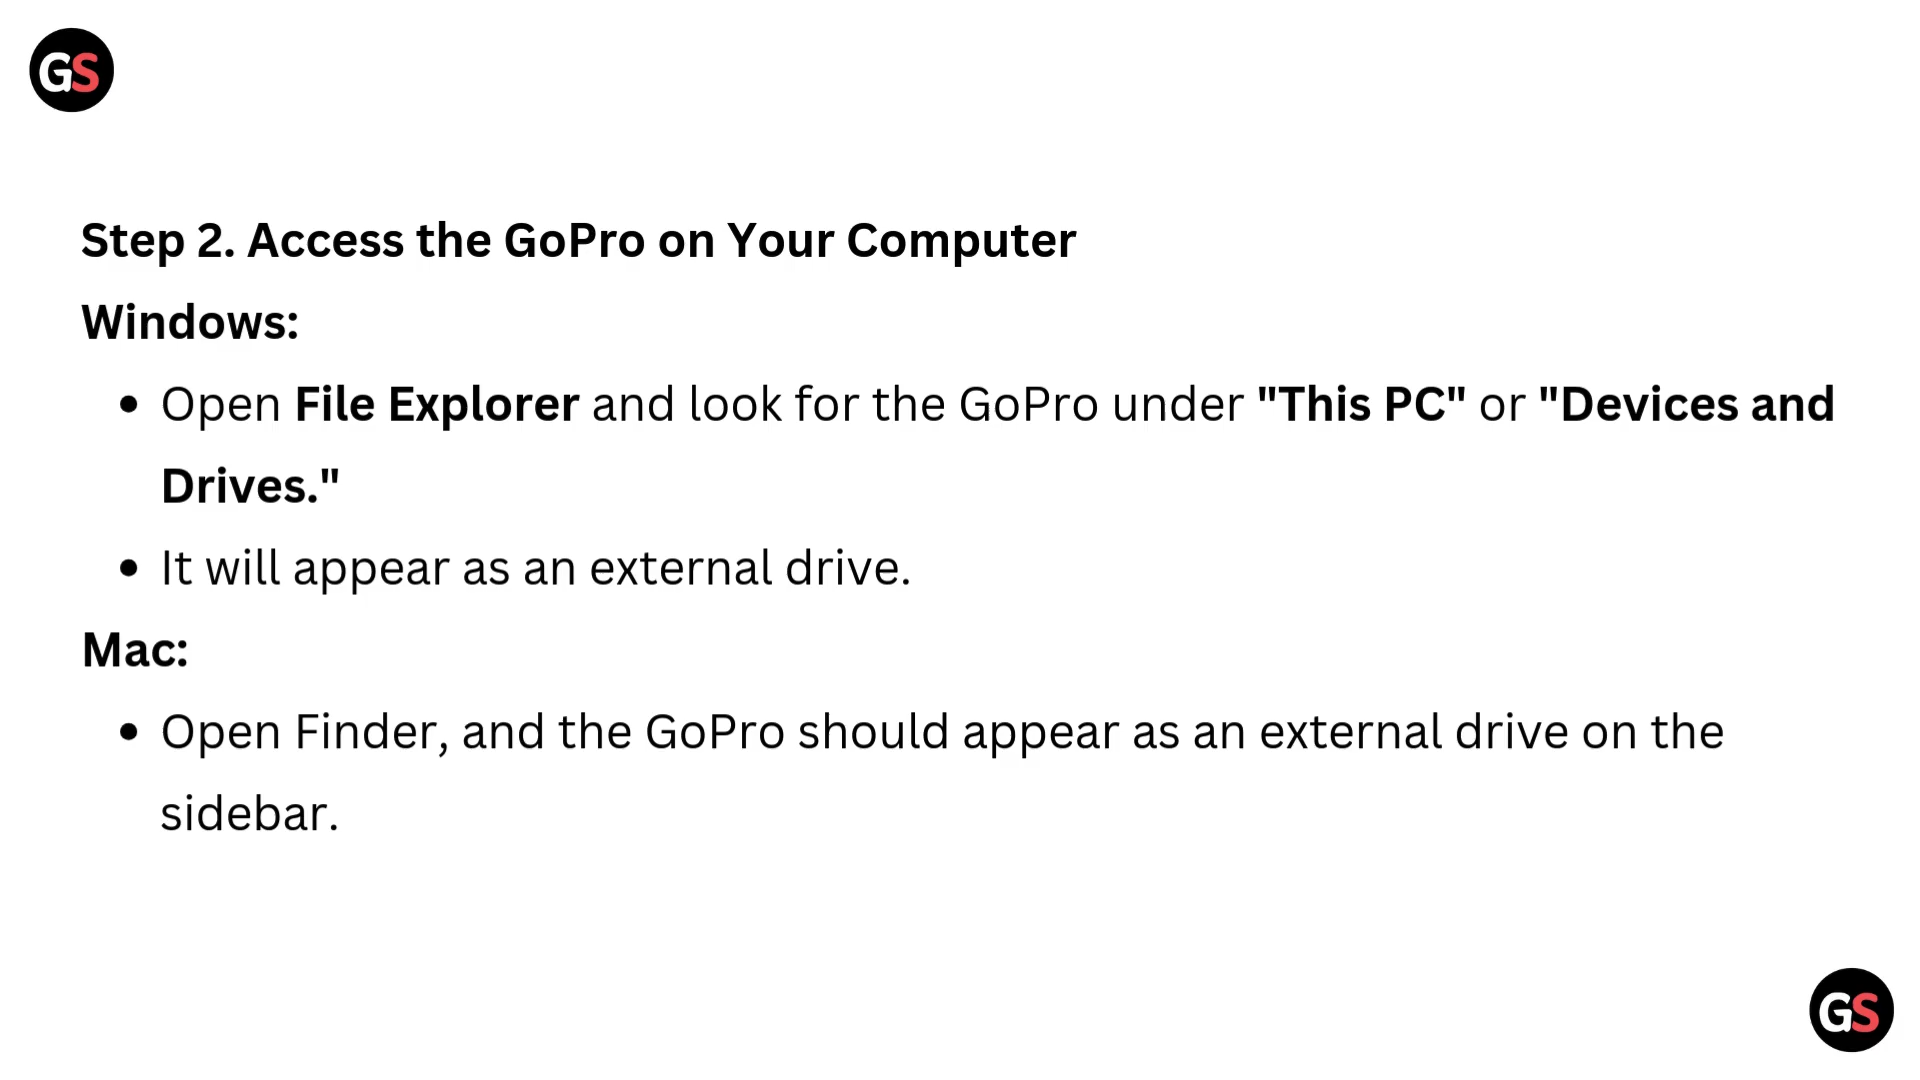 GS
Step 2. Access the GoPro on Your Computer
Windows:
• Open File Explorer and look for the GoPro under "This PC" or "Devices and
Drives."
• It will appear as an external drive.
Mac:
• Open Finder, and the GoPro should appear as an external drive on the
sidebar.
GS